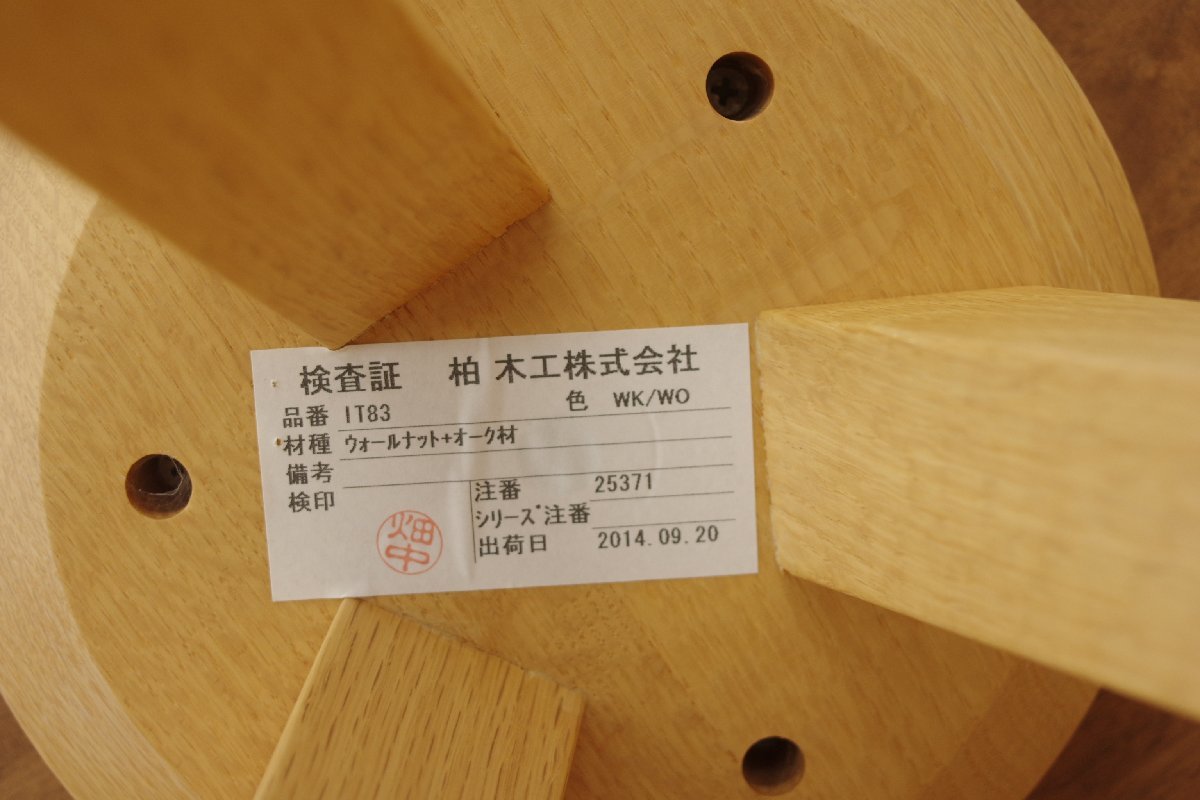 検査証 柏木工株式会社
品番 IT83 色 WK/WO
材種 ウォールナット+オーク材
備考
検印 注番 25371
シリーズ注番
畑中
出荷日 2014.09.20